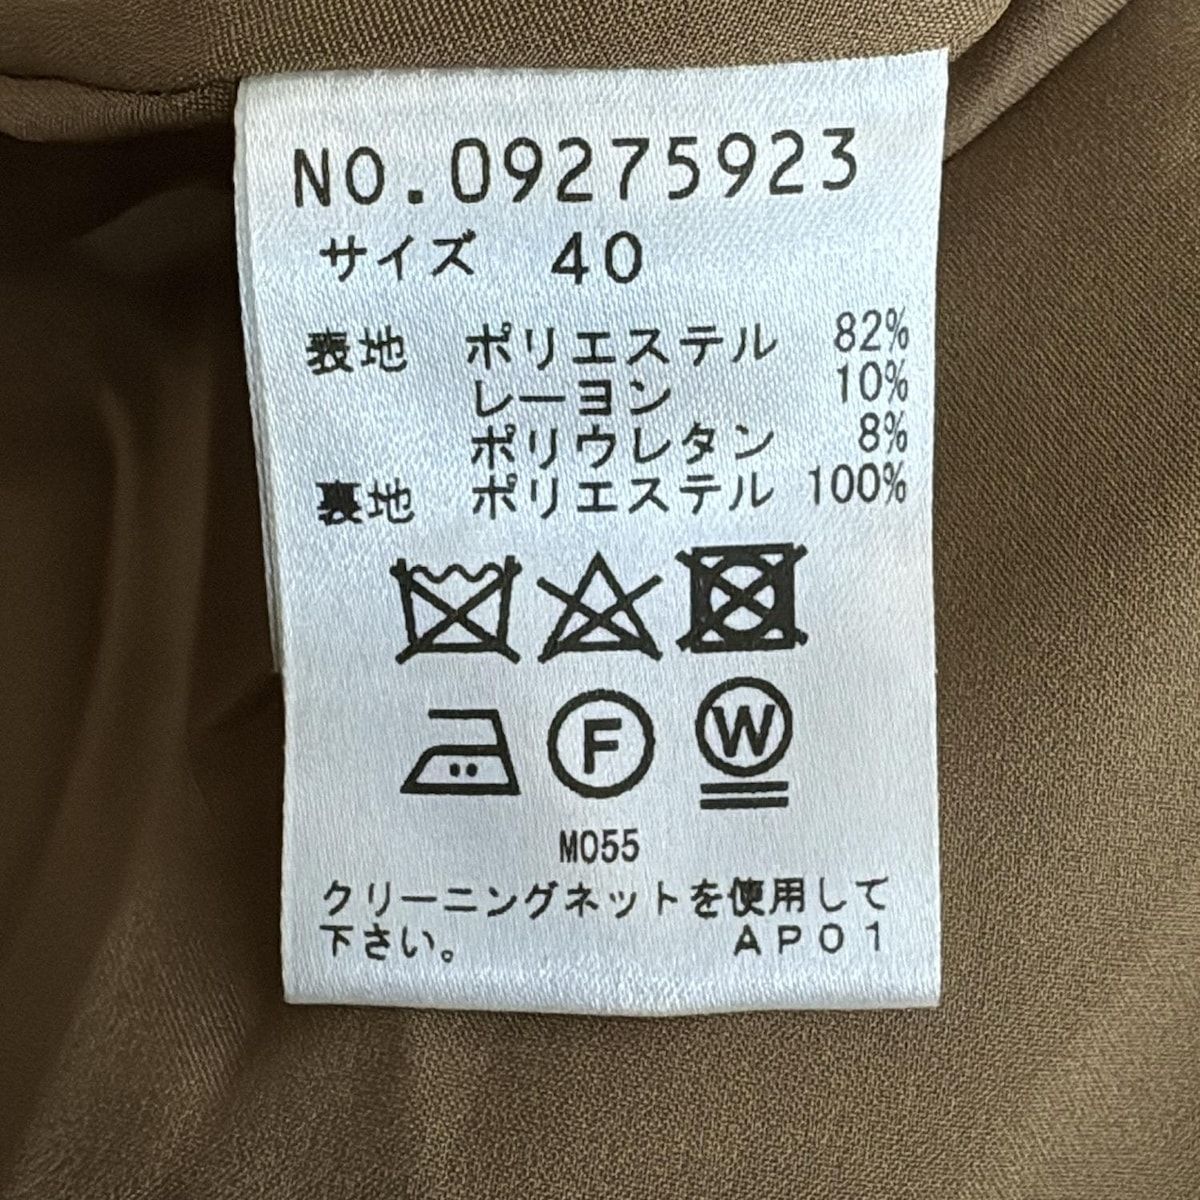 NO.09275923
サイズ 40
表地 ポリエステル 82%
レーヨン 10%
ポリウレタン 8%
裏地 ポリエステル 100%
F W
M055
クリーニングネットを使用して
下さい。 AP01